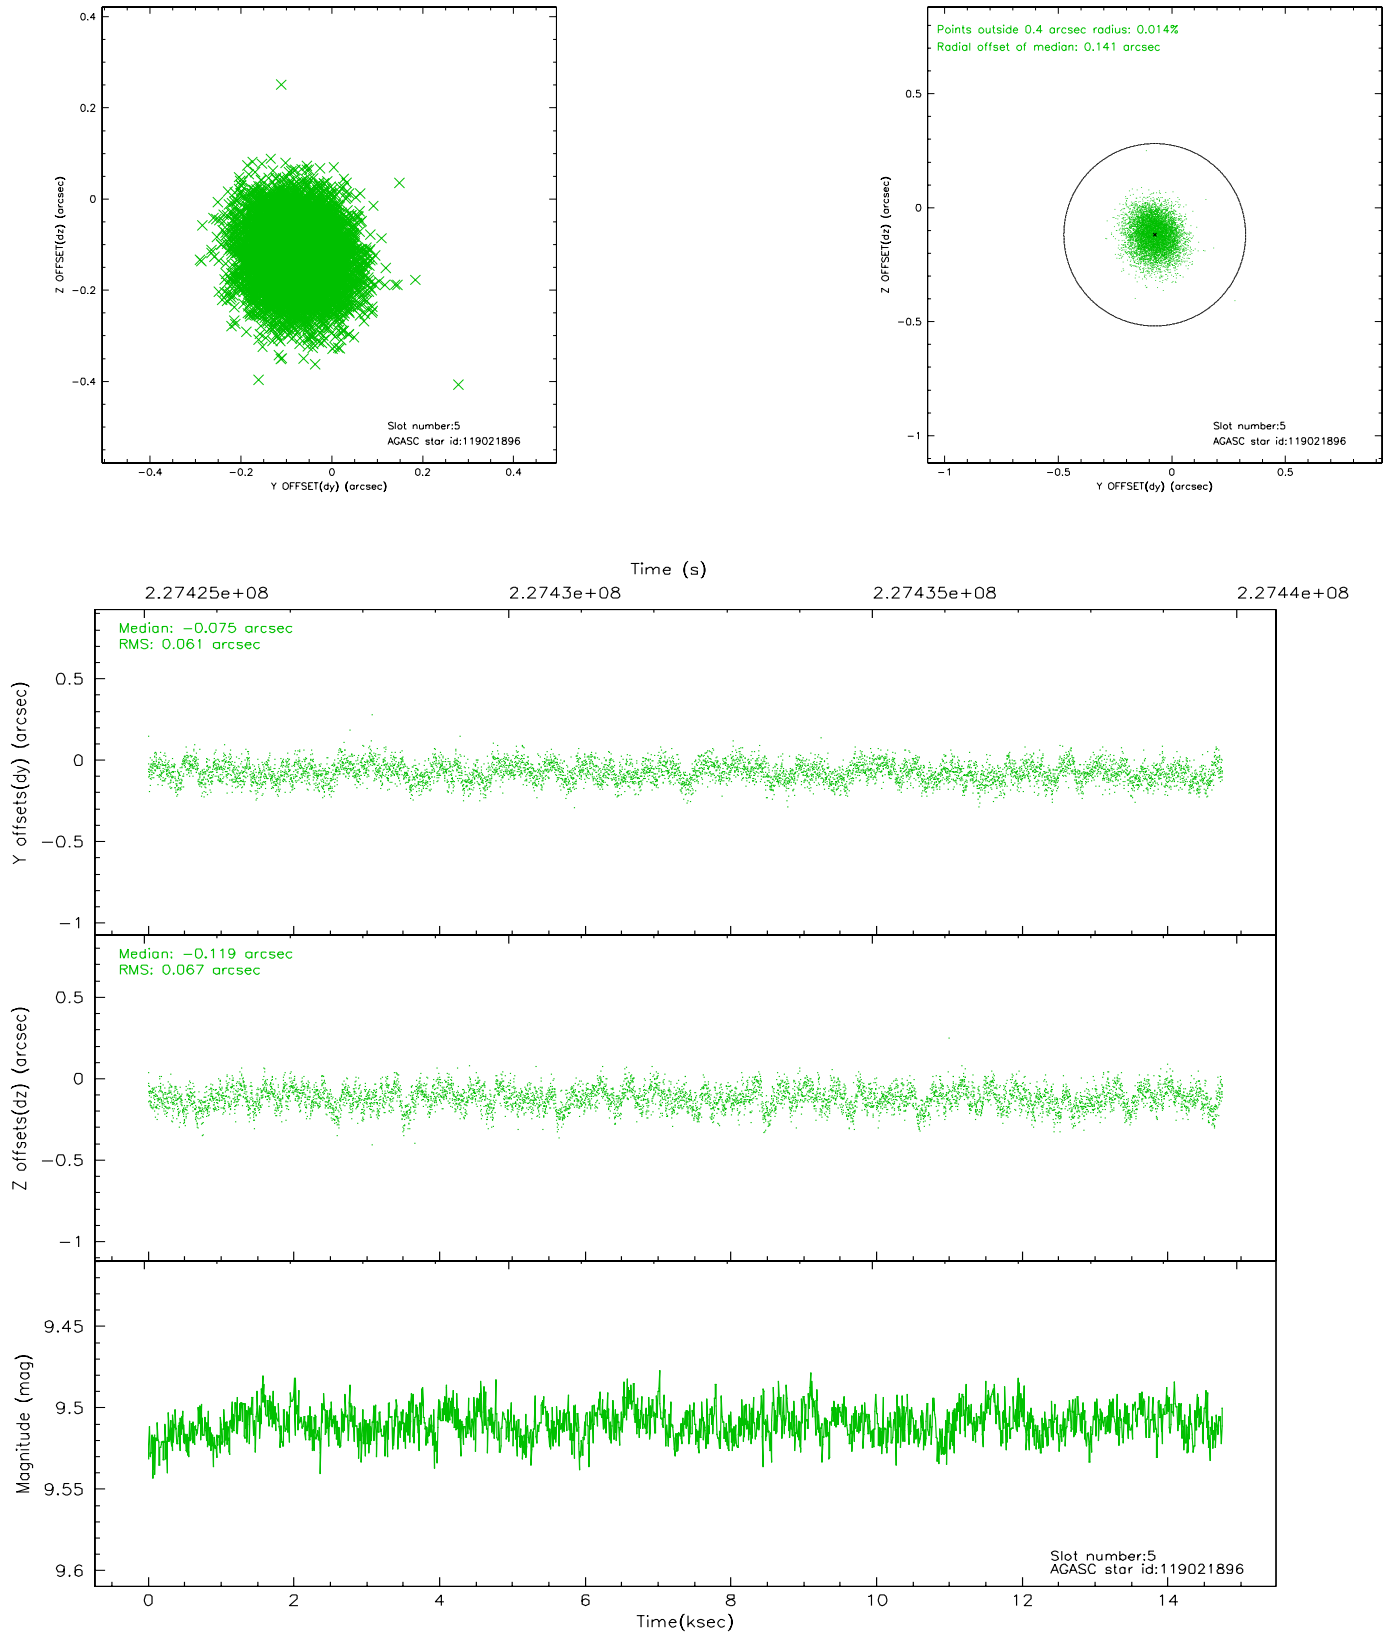 0.4
0.2
0
−0.2
−0.4
Z OFFSET(dz) (arcsec)
Slot number:5
AGASC star id:119021896
−0.4
−0.2
0
0.2
0.4
Y OFFSET(dy) (arcsec)
Points outside 0.4 arcsec radius: 0.014%
Radial offset of median: 0.141 arcsec
0.5
0
−0.5
−1
Z OFFSET(dz) (arcsec)
Slot number:5
AGASC star id:119021896
−1
−0.5
0
0.5
Y OFFSET(dy) (arcsec)
Time (s)
2.27425e+08
2.2743e+08
2.27435e+08
2.2744e+08
Median: −0.075 arcsec
RMS: 0.061 arcsec
0.5
0
−0.5
−1
Y offsets(dy) (arcsec)
Median: −0.119 arcsec
RMS: 0.067 arcsec
0.5
0
−0.5
−1
Z offsets(dz) (arcsec)
9.45
9.5
9.55
9.6
Magnitude (mag)
Slot number:5
AGASC star id:119021896
0
2
4
6
8
10
12
14
Time(ksec)